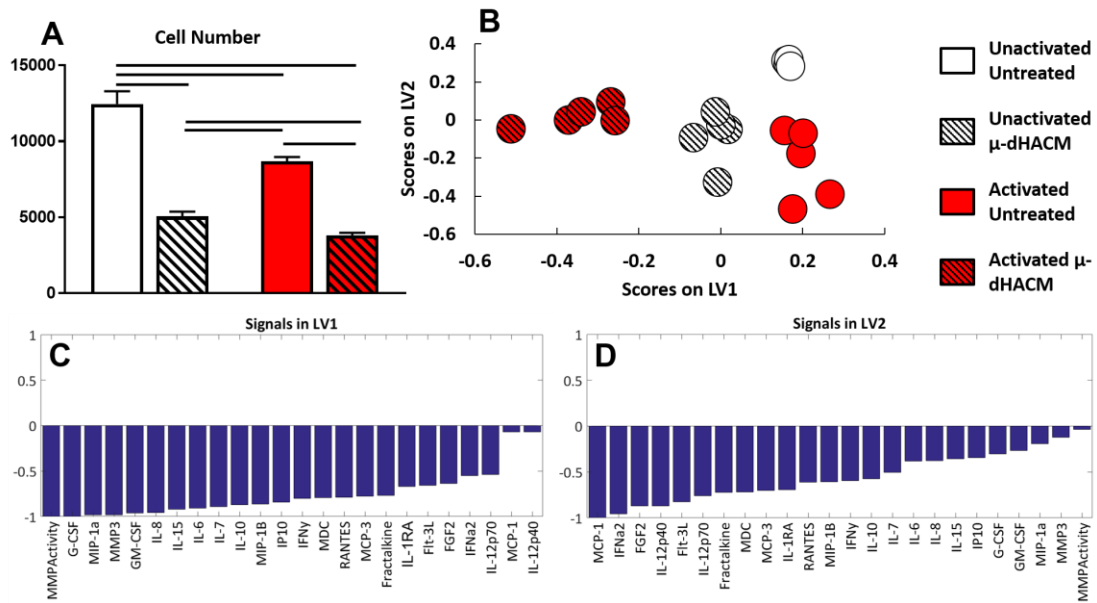 A
Cell Number
15000
10000
5000
0
B
Scores on LV2
0.4
0.2
0
-0.2
-0.4
-0.6
-0.6
-0.4
-0.2
0
0.2
0.4
Scores on LV1
Unactivated
Untreated
Unactivated
μ-dHACM
Activated
Untreated
Activated μ-
dHACM
Signals in LV1
C
1
0.5
0
-0.5
-1
MMPActivity
G-CSF
MIP-1a
MMP3
GM-CSF
IL-8
IL-15
IL-6
IL-7
IL-10
MIP-1B
IP10
IFNγ
MDC
RANTES
MCP-3
Fractalkine
IL-1RA
Flt-3L
FGF2
IFNa2
IL-12p70
MCP-1
IL-12p40
Signals in LV2
D
1
0.5
0
-0.5
-1
MCP-1
IFNa2
FGF2
IL-12p40
Flt-3L
IL-12p70
Fractalkine
MDC
MCP-3
IL-1RA
RANTES
MIP-1B
IFNγ
IL-10
IL-7
IL-6
IL-8
IL-15
IP10
G-CSF
GM-CSF
MIP-1a
MMP3
MMPActivity